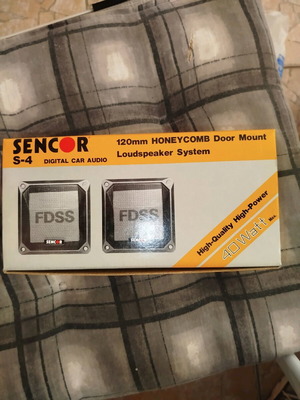 SENCOR
S-4 DIGITAL CAR AUDIO
120mm HONEYCOMB Door Mount
Loudspeaker System
FDSS
SENCOR
FDSS
SENCOR
High-Quality High-Power
40Watt Max.